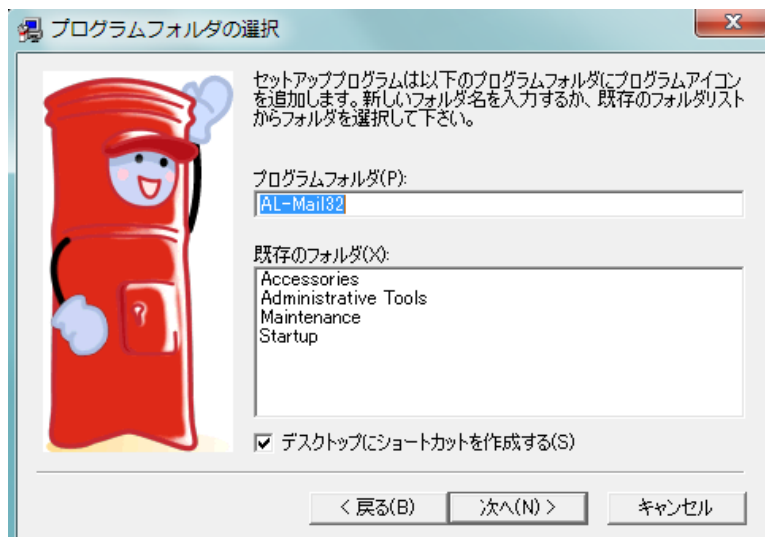 プログラムフォルダの選択
セットアッププログラムは以下のプログラムフォルダにプログラムアイコン
を追加します。新しいフォルダ名を入力するか、既存のフォルダリスト
からフォルダを選択して下さい。
プログラムフォルダ(P):
AL-Mail32
既存のフォルダ(X):
Accessories
Administrative Tools
Maintenance
Startup
デスクトップにショートカットを作成する(S)
< 戻る(B)
次へ(N) >
キャンセル